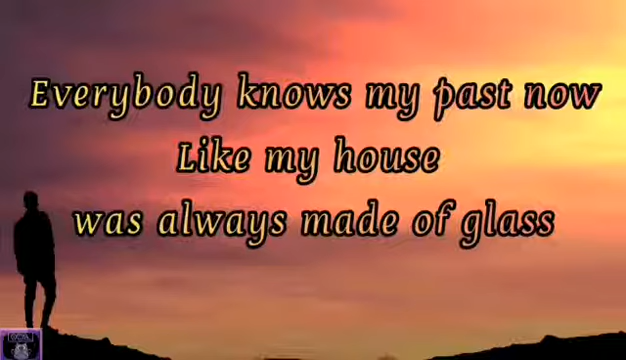 Everybody knows my past now
Like my house
was always made of glass